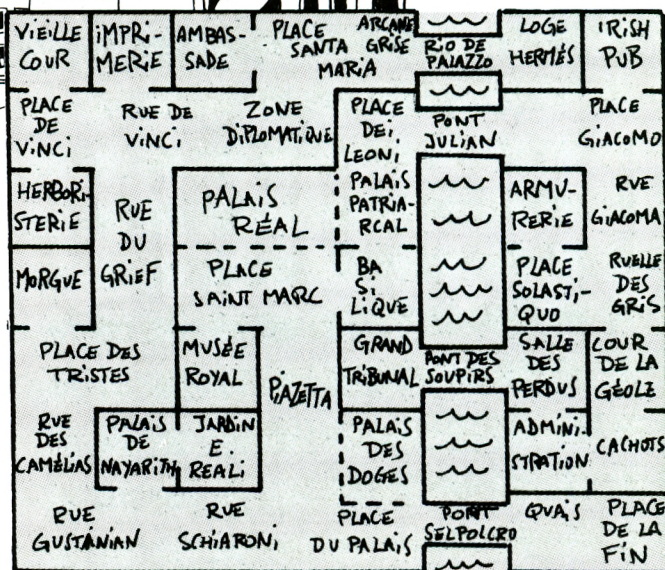 VIEILLE COUR
IMPRI-
MERIE
AMBAS-
SADE
PLACE
SANTA
MARIA
ARCANE
GRISE
RIO DE
PALAZZO
LOGE
HERMÉS
IRISH
PUB
PLACE
DE
VINCI
RUE DE
VINCI
ZONE
DIPLOMATIQUE
PLACE
DEI
LEONI
PONT
JULIAN
PLACE
GIACOMO
HERBORI-
STERIE
RUE
DU
GRIEF
PALAIS
RÉAL
PALAIS
PATRIA-
RCAL
ARMU-
RERIE
RUE
GIACOMA
MORGUE
PLACE
SAINT MARC
BA
SI
LIQUE
PLACE
SOLASTI-
QUO
RUELLE
DES
GRIS
PLACE DES
TRISTES
MUSÉE
ROYAL
PIAZETTA
GRAND
TRIBUNAL
PONT DES
SOUPIRS
SALLE
DES
PERDUS
COUR
DE LA
GÉOLE
RUE
DES
CAMÉLIAS
PALAIS
DE
NAYARITH
JARDIN
E.
REALI
PALAIS
DES
DOGES
ADMINI-
STRATION
CACHOTS
RUE
GUSTANIAN
RUE
SCHIARONI
PLACE
DU PALAIS
PONT
SELPOLCRO
QUAIS
PLACE
DE LA
FIN